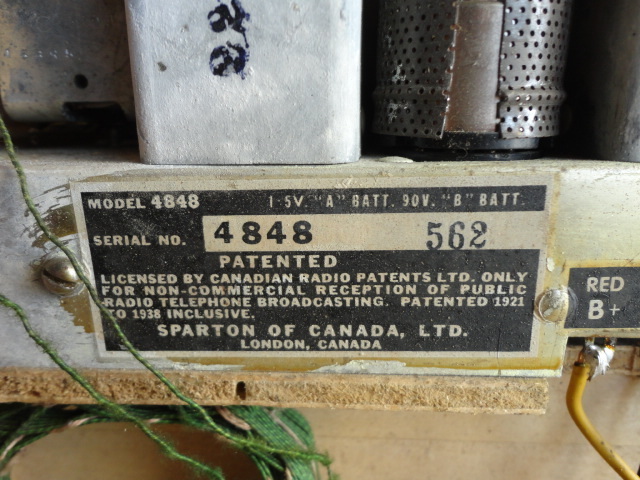 MODEL 4848 1·5V "A" BATT. 90V. "B" BATT.
SERIAL NO. 4848 562
PATENTED
LICENSED BY CANADIAN RADIO PATENTS LTD. ONLY
FOR NON-COMMERCIAL RECEPTION OF PUBLIC
RADIO TELEPHONE BROADCASTING. PATENTED 1921
TO 1938 INCLUSIVE.
SPARTON OF CANADA, LTD.
LONDON, CANADA
RED
B+